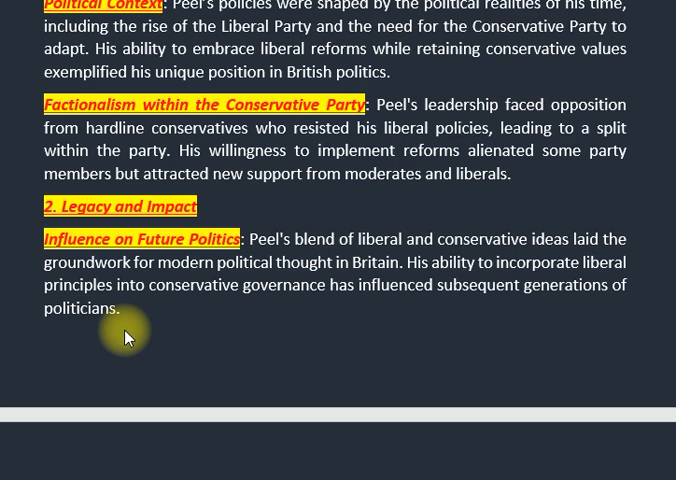 Political Context: Peel's policies were shaped by the political realities of his time,
including the rise of the Liberal Party and the need for the Conservative Party to
adapt. His ability to embrace liberal reforms while retaining conservative values
exemplified his unique position in British politics.
Factionalism within the Conservative Party: Peel's leadership faced opposition
from hardline conservatives who resisted his liberal policies, leading to a split
within the party. His willingness to implement reforms alienated some party
members but attracted new support from moderates and liberals.
2. Legacy and Impact
Influence on Future Politics: Peel's blend of liberal and conservative ideas laid the
groundwork for modern political thought in Britain. His ability to incorporate liberal
principles into conservative governance has influenced subsequent generations of
politicians.